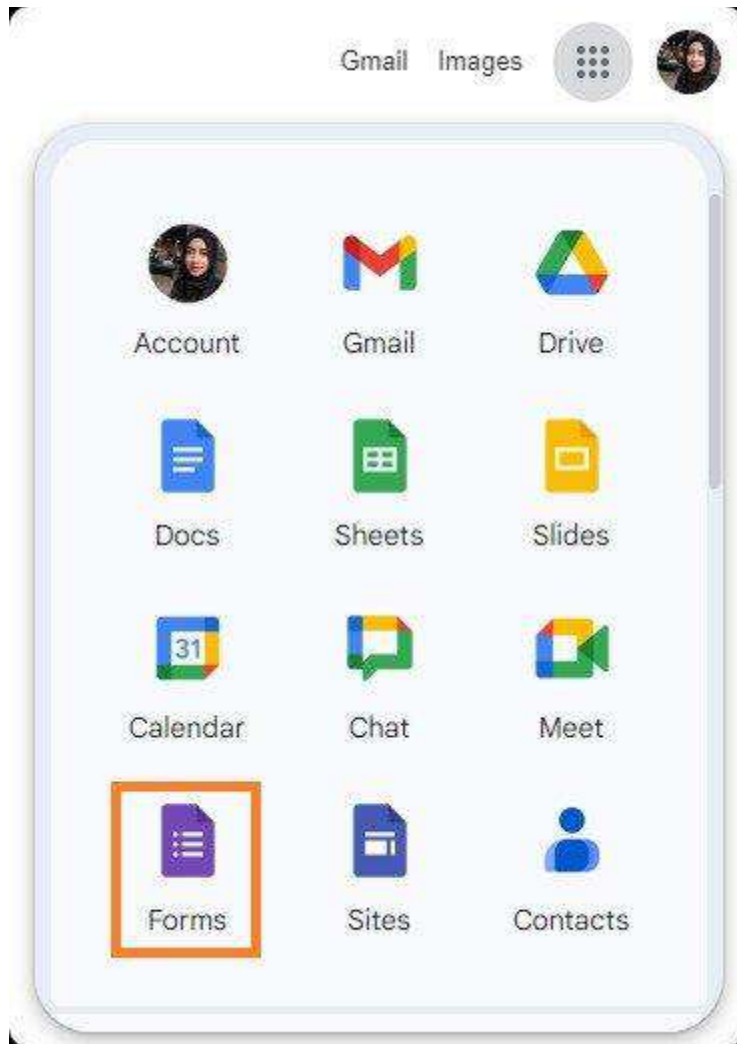 Gmail Images
Account Gmail Drive
Docs Sheets Slides
31
Calendar Chat Meet
Forms Sites Contacts